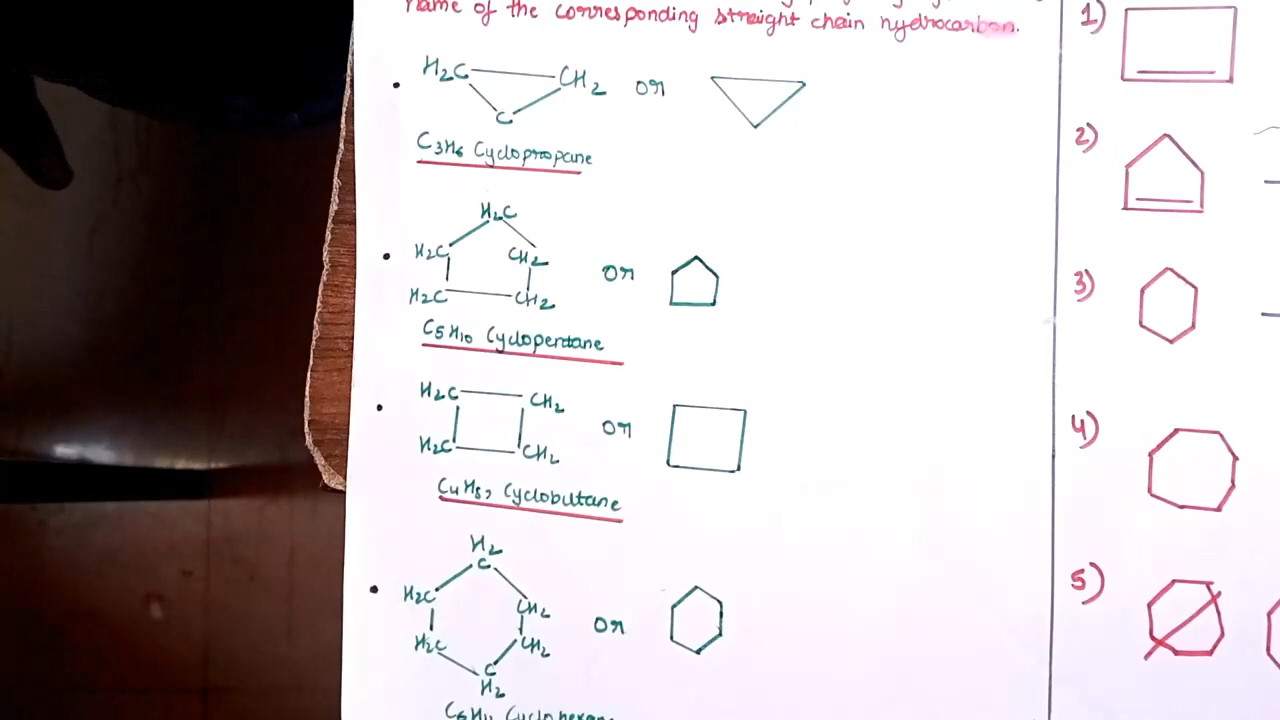 name of the corresponding straight chain hydrocarbon.
H2C CH2 or
C
C3H6 Cyclopropane
H2C
H2C CH2 or
H2C CH2
C5H10 Cyclopentane
H2C CH2 or
H2C CH2
C4H8, Cyclobutane
H2
C
H2C CH2 or
H2C CH2
C
H2
Cyclohexane
1)
2)
3)
4)
5)